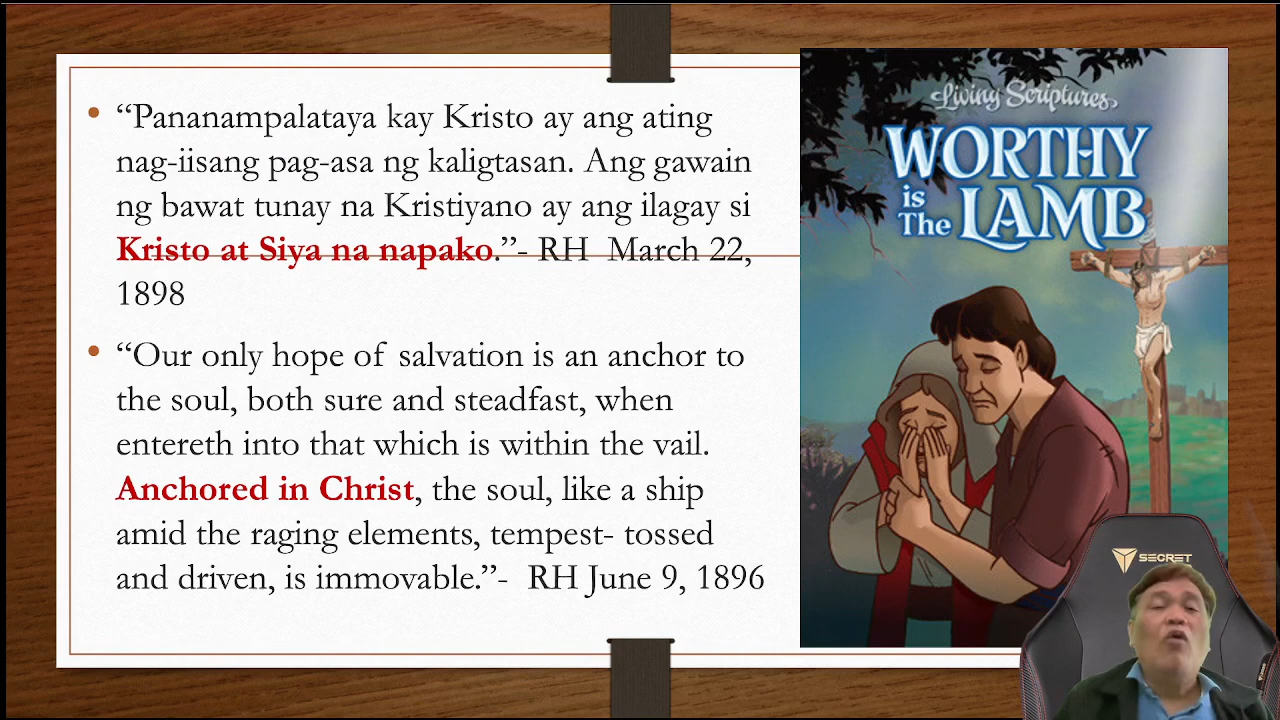 “Pananampalataya kay Kristo ay ang ating
nag-iisang pag-asa ng kaligtasan. Ang gawain
ng bawat tunay na Kristiyano ay ang ilagay si
Kristo at Siya na napako.”- RH March 22,
1898
“Our only hope of salvation is an anchor to
the soul, both sure and steadfast, when
entereth into that which is within the vail.
Anchored in Christ, the soul, like a ship
amid the raging elements, tempest- tossed
and driven, is immovable.”- RH June 9, 1896
Living Scriptures
WORTHY
is
The LAMB
SECRET